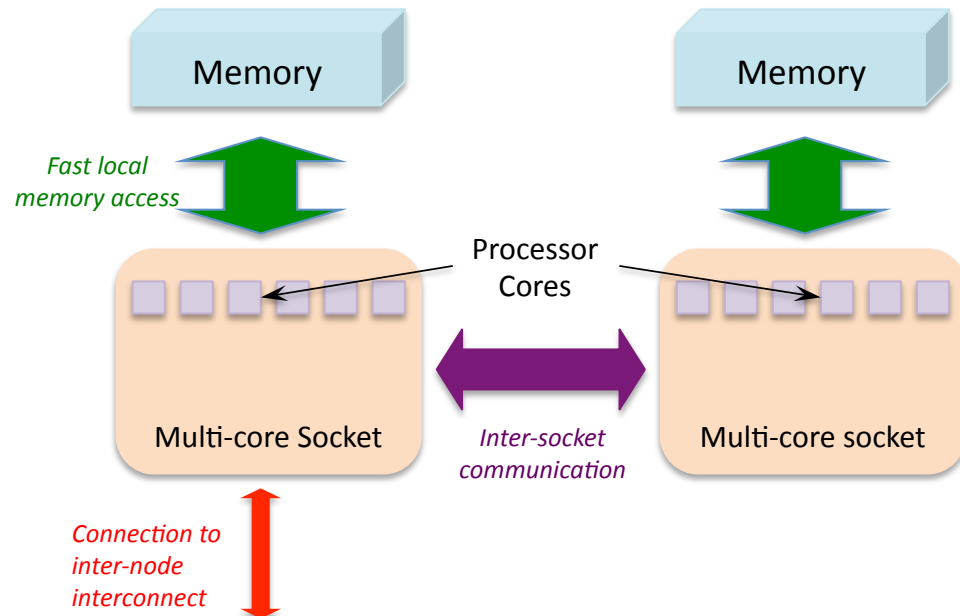 Memory
Memory
Fast local
memory access
Processor
Cores
Multi-core Socket
Inter-socket
communication
Multi-core socket
Connection to
inter-node
interconnect